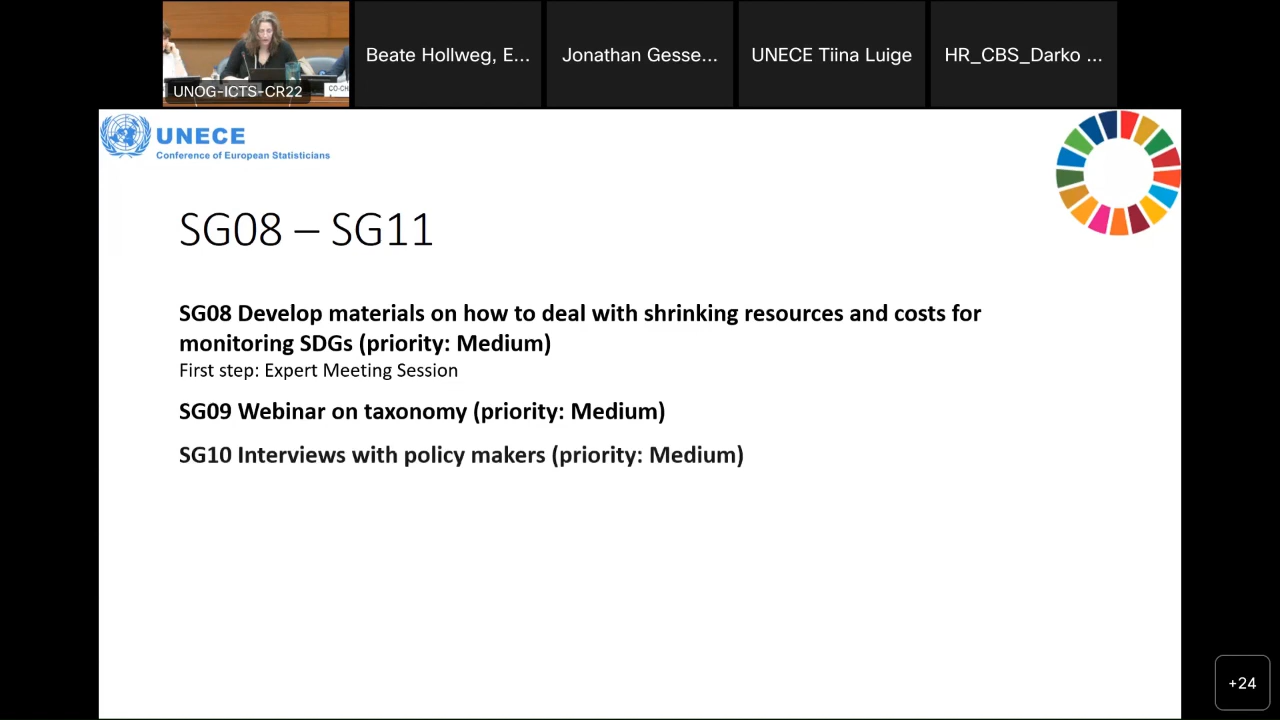 UNOG-ICTS-CR22
CO-CH
Beate Hollweg, E...
Jonathan Gesse...
UNECE Tiina Luige
HR_CBS_Darko ...
UNECE
Conference of European Statisticians
SG08 – SG11
SG08 Develop materials on how to deal with shrinking resources and costs for
monitoring SDGs (priority: Medium)
First step: Expert Meeting Session
SG09 Webinar on taxonomy (priority: Medium)
SG10 Interviews with policy makers (priority: Medium)
+24